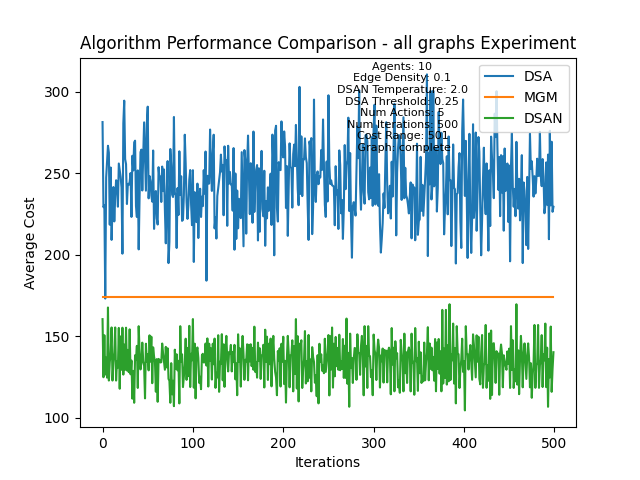 Algorithm Performance Comparison - all graphs Experiment
Agents: 10
Edge Density: 0.1
DSAN Temperature: 2.0
DSA Threshold: 0.25
Num Actions: 5
Num Iterations: 500
Cost Range: 501
Graph: complete
DSA
MGM
DSAN
Average Cost
300
250
200
150
100
0
100
200
300
400
500
Iterations